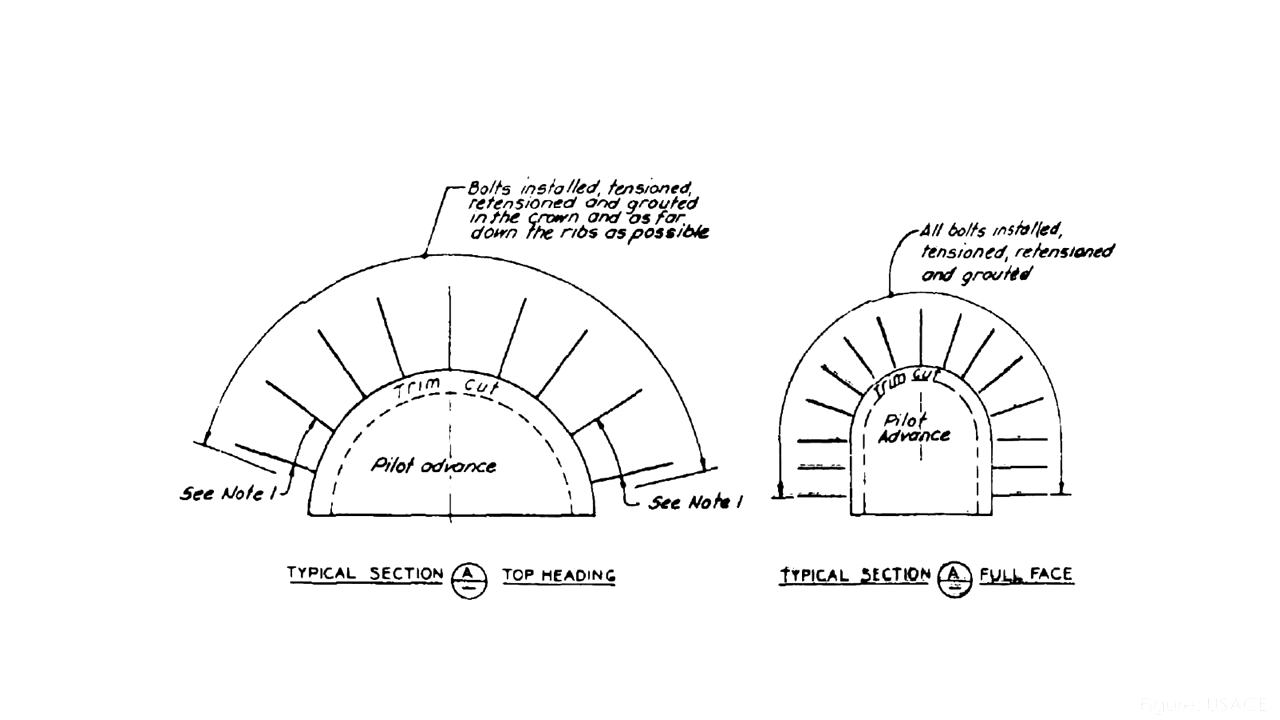 Bolts installed, tensioned,
retensioned and grouted
in the crown and as far
down the ribs as possible
Trim cut
Pilot advance
See Note 1
See Note 1
TYPICAL SECTION A TOP HEADING
All bolts installed,
tensioned, retensioned
and grouted
Trim cut
Pilot
Advance
TYPICAL SECTION A FULL FACE
Figure: USACE